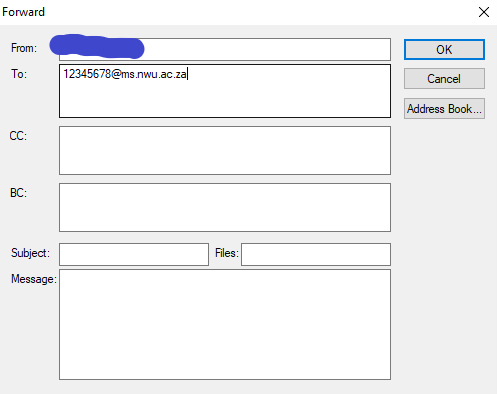 Forward
From:
OK
To:
12345678@ms.nwu.ac.za
Cancel
Address Book...
CC:
BC:
Subject:
Files:
Message: